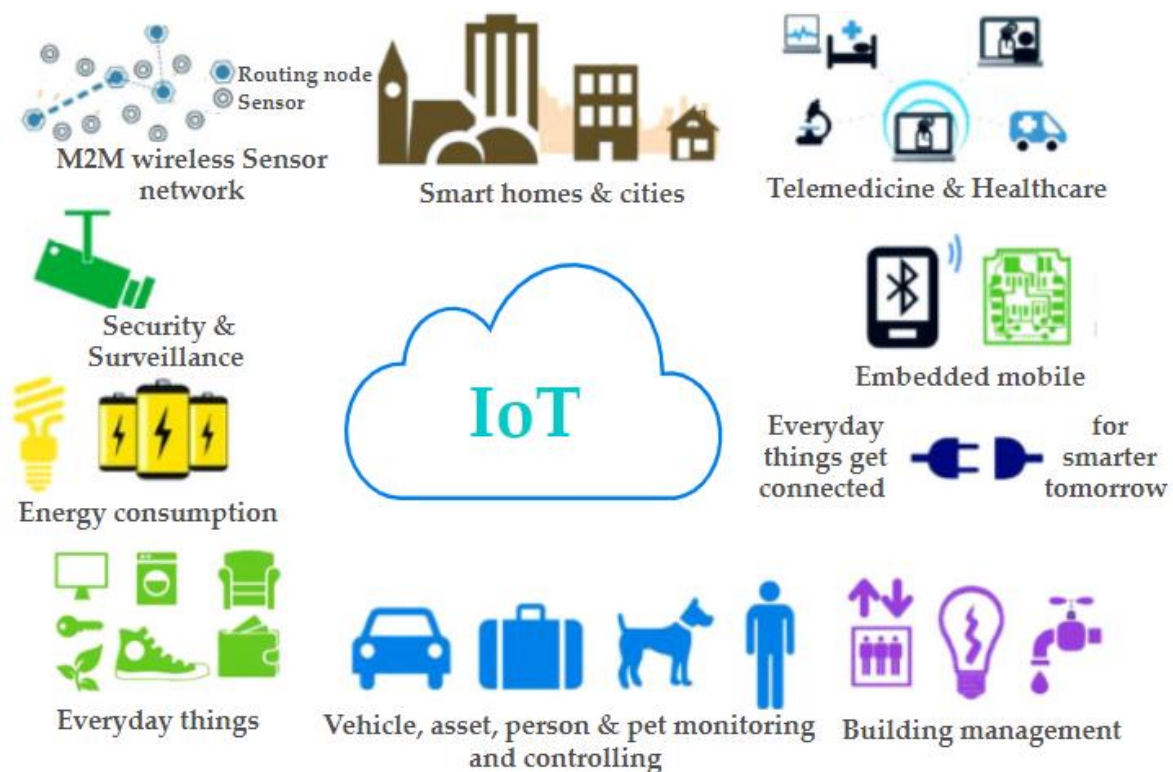 Routing node
Sensor
M2M wireless Sensor
network
Smart homes & cities
Telemedicine & Healthcare
Security &
Surveillance
IoT
Embedded mobile
Everyday
things get
connected
for
smarter
tomorrow
Energy consumption
Everyday things
Vehicle, asset, person & pet monitoring
and controlling
Building management